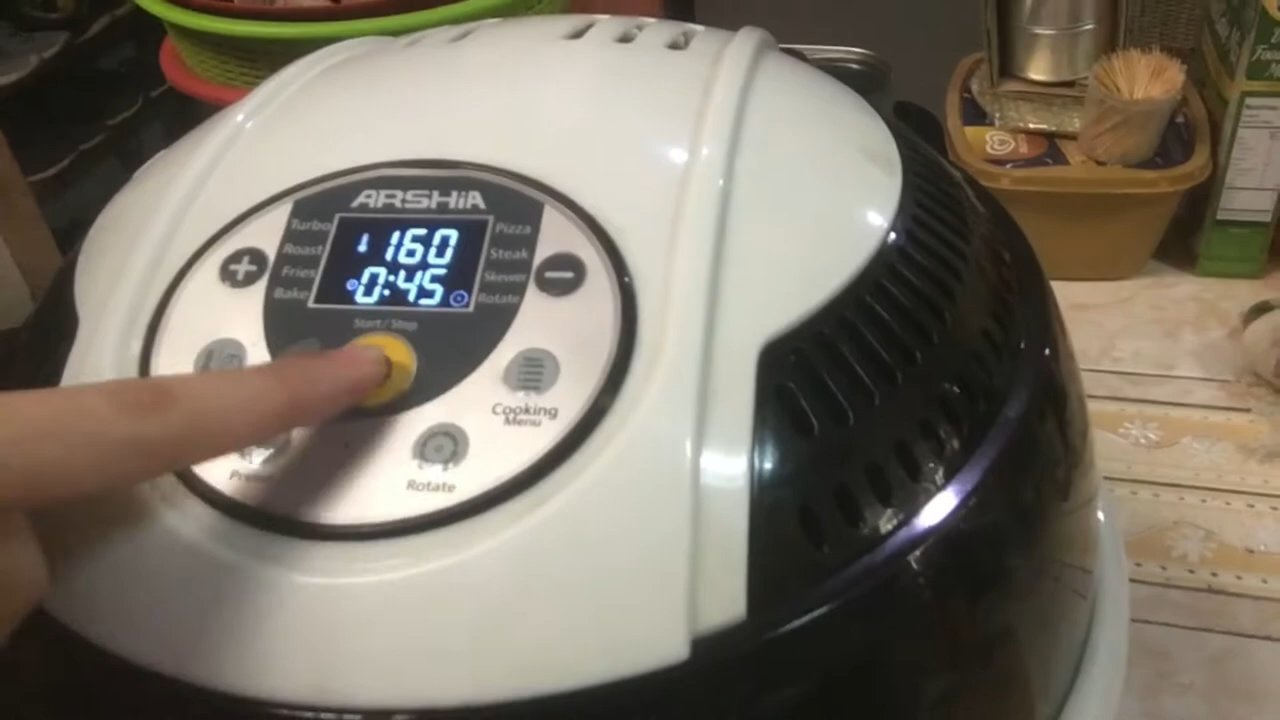 ARSHiA
Turbo
Roast
Fries
Bake
160
0:45
Pizza
Steak
Skewer
Rotate
Start/Stop
Cooking
Menu
Rotate